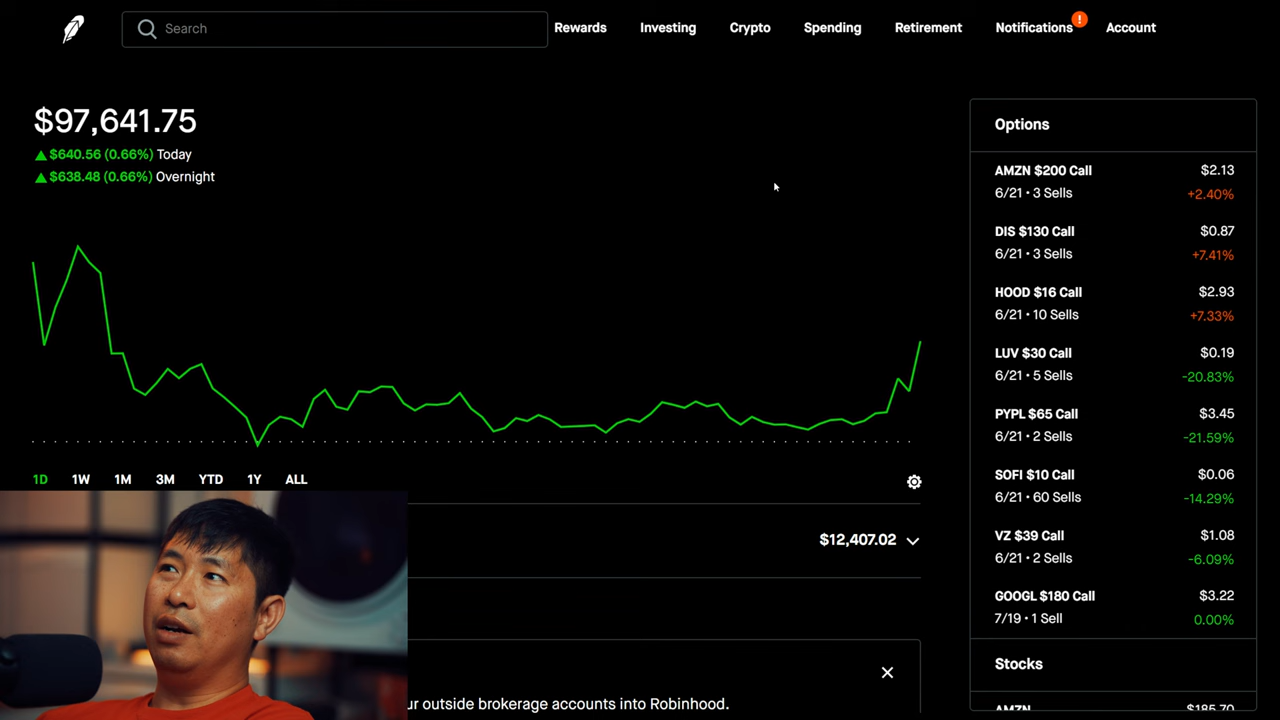 Search
Rewards
Investing
Crypto
Spending
Retirement
Notifications
!
Account
$97,641.75
$640.56 (0.66%) Today
$638.48 (0.66%) Overnight
1D
1W
1M
3M
YTD
1Y
ALL
$12,407.02
ur outside brokerage accounts into Robinhood.
Options
AMZN $200 Call $2.13
6/21 • 3 Sells +2.40%
DIS $130 Call $0.87
6/21 • 3 Sells +7.41%
HOOD $16 Call $2.93
6/21 • 10 Sells +7.33%
LUV $30 Call $0.19
6/21 • 5 Sells -20.83%
PYPL $65 Call $3.45
6/21 • 2 Sells -21.59%
SOFI $10 Call $0.06
6/21 • 60 Sells -14.29%
VZ $39 Call $1.08
6/21 • 2 Sells -6.09%
GOOGL $180 Call $3.22
7/19 • 1 Sell 0.00%
Stocks
AMZN $185.70